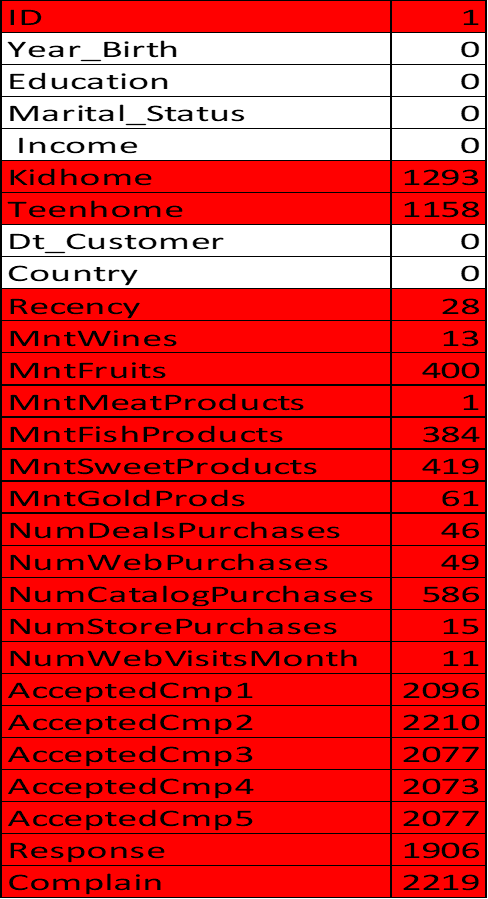 ID 1
Year_Birth 0
Education 0
Marital_Status 0
Income 0
Kidhome 1293
Teenhome 1158
Dt_Customer 0
Country 0
Recency 28
MntWines 13
MntFruits 400
MntMeatProducts 1
MntFishProducts 384
MntSweetProducts 419
MntGoldProds 61
NumDealsPurchases 46
NumWebPurchases 49
NumCatalogPurchases 586
NumStorePurchases 15
NumWebVisitsMonth 11
AcceptedCmp1 2096
AcceptedCmp2 2210
AcceptedCmp3 2077
AcceptedCmp4 2073
AcceptedCmp5 2077
Response 1906
Complain 2219